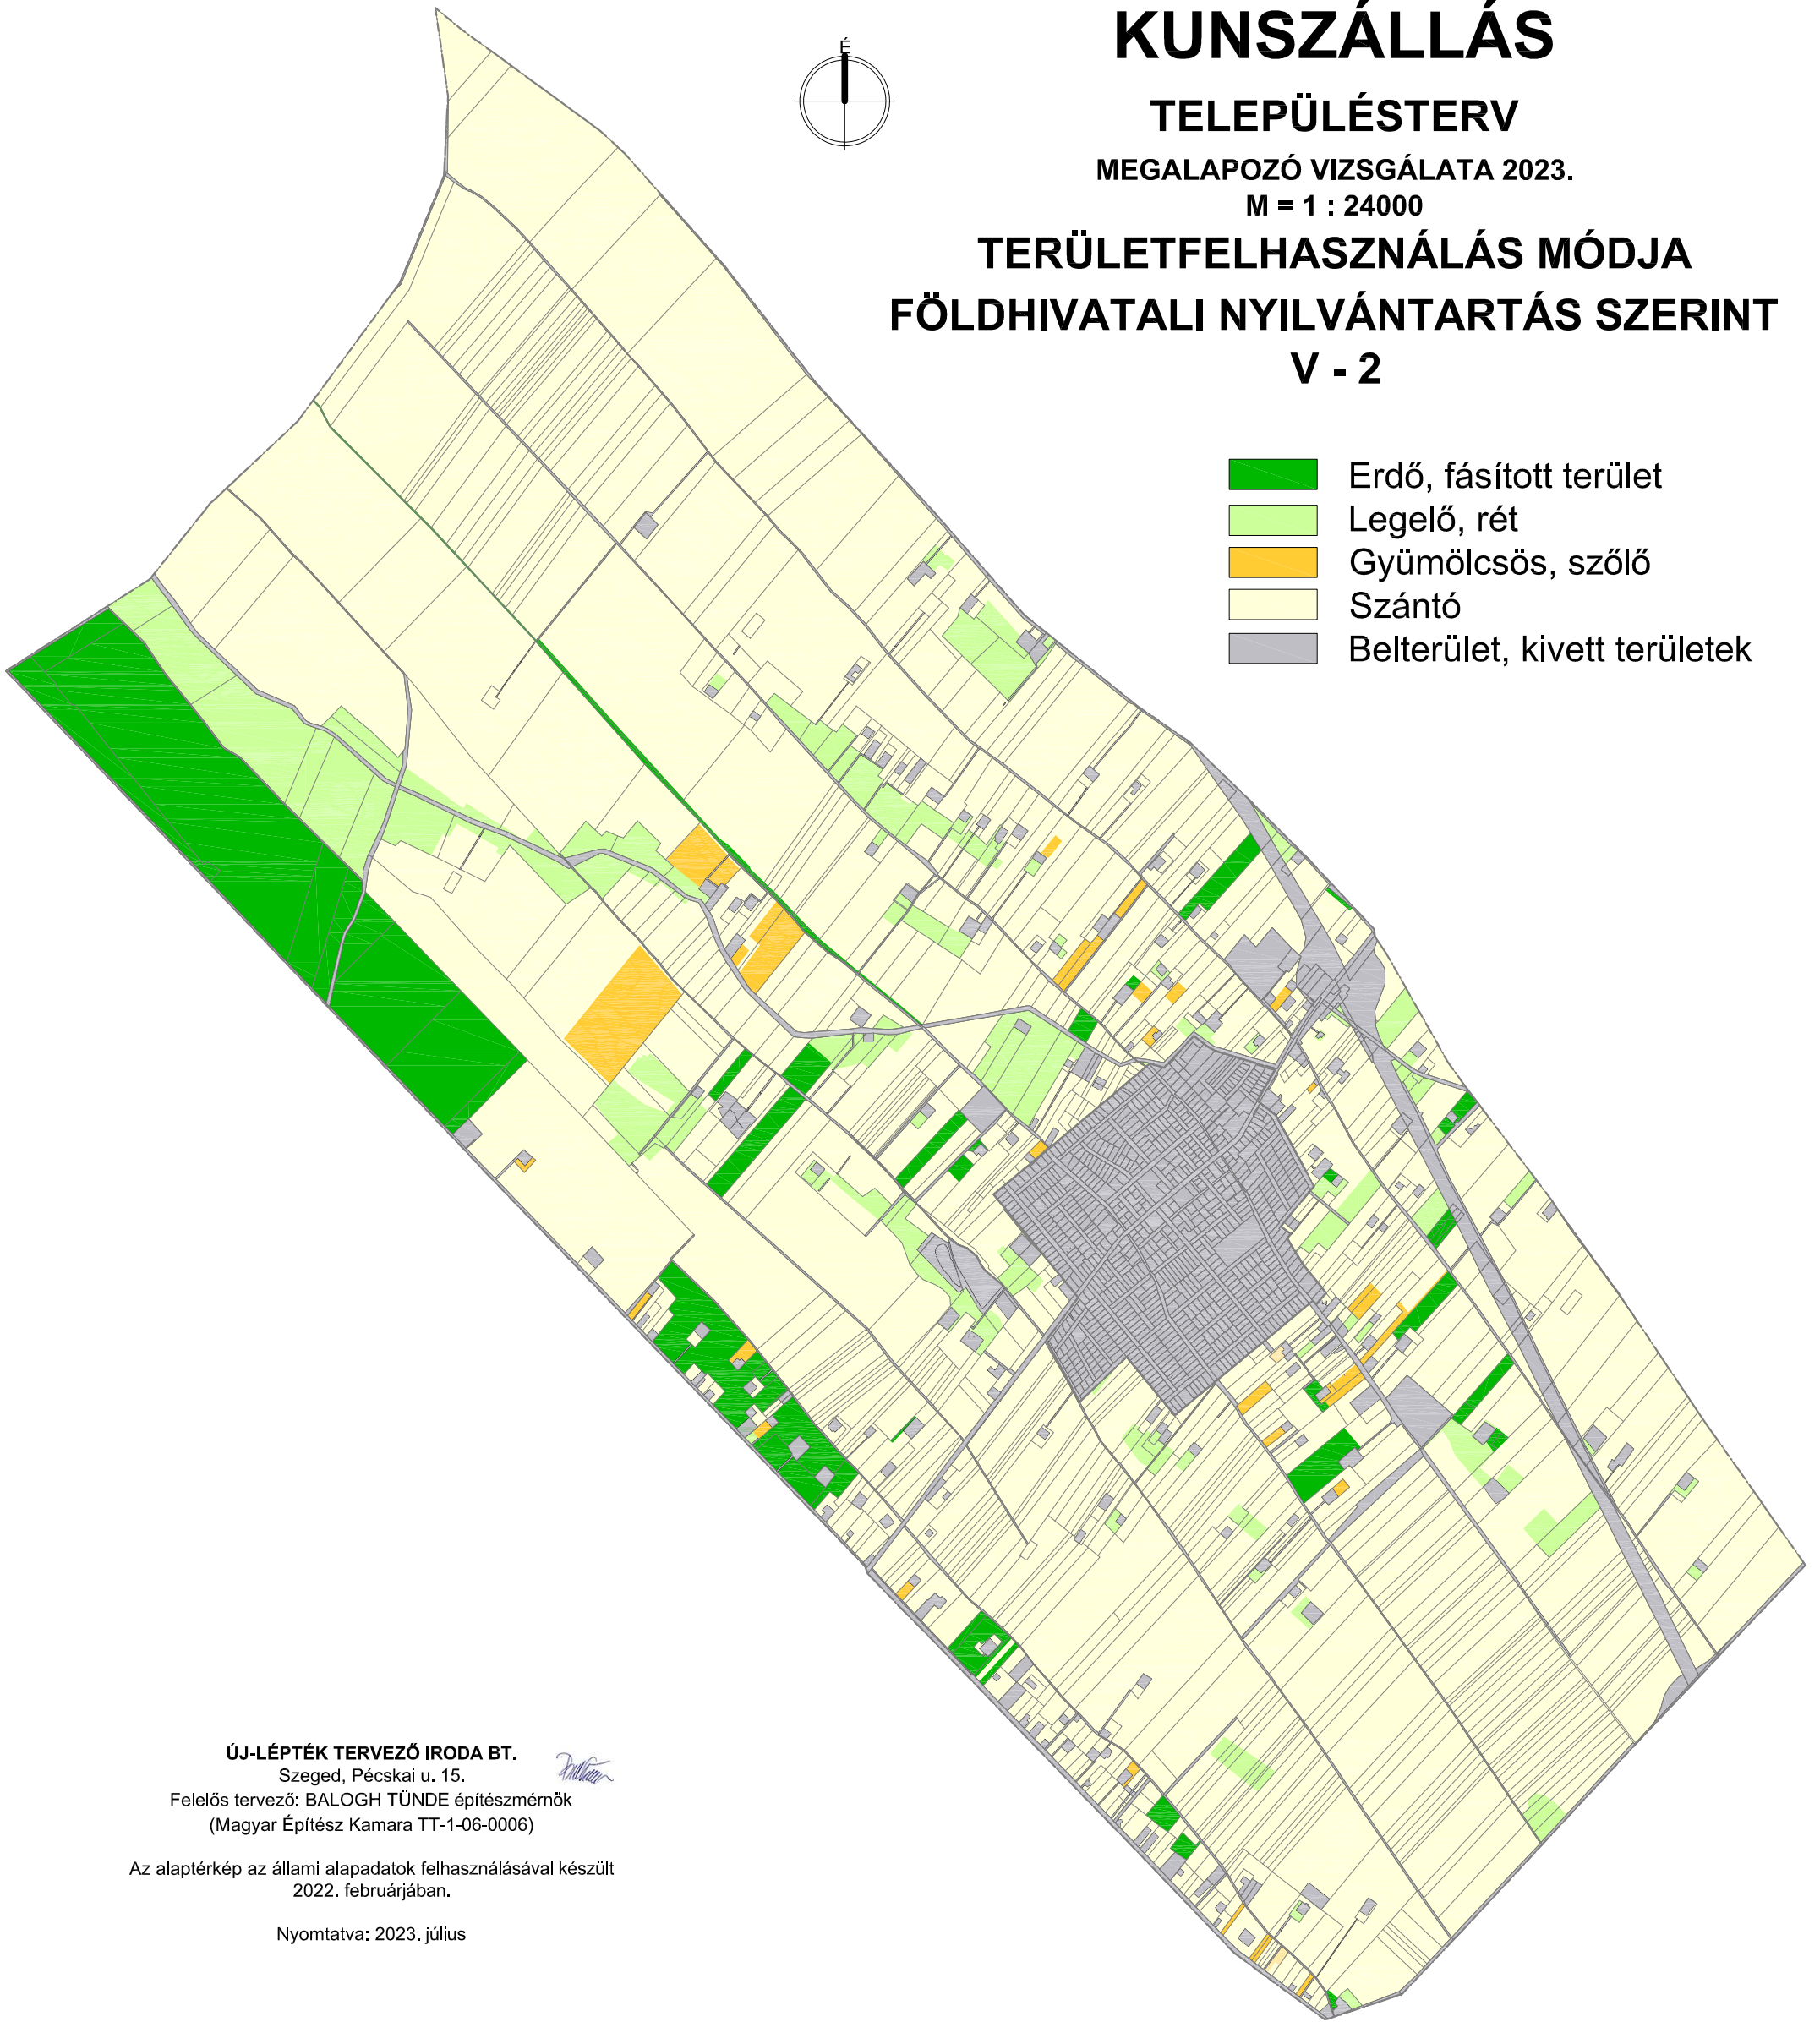 É
KUNSZÁLLÁS
TELEPÜLÉSTERV
MEGALAPOZÓ VIZSGÁLATA 2023.
M = 1 : 24000
TERÜLETFELHASZNÁLÁS MÓDJA
FÖLDHIVATALI NYILVÁNTARTÁS SZERINT
V - 2
Erdő, fásított terület
Legelő, rét
Gyümölcsös, szőlő
Szántó
Belterület, kivett területek
ÚJ-LÉPTÉK TERVEZŐ IRODA BT.
Szeged, Pécskai u. 15.
Felelős tervező: BALOGH TÜNDE építészmérnök
(Magyar Építész Kamara TT-1-06-0006)
Az alaptérkép az állami alapadatok felhasználásával készült
2022. februárjában.
Nyomtatva: 2023. július